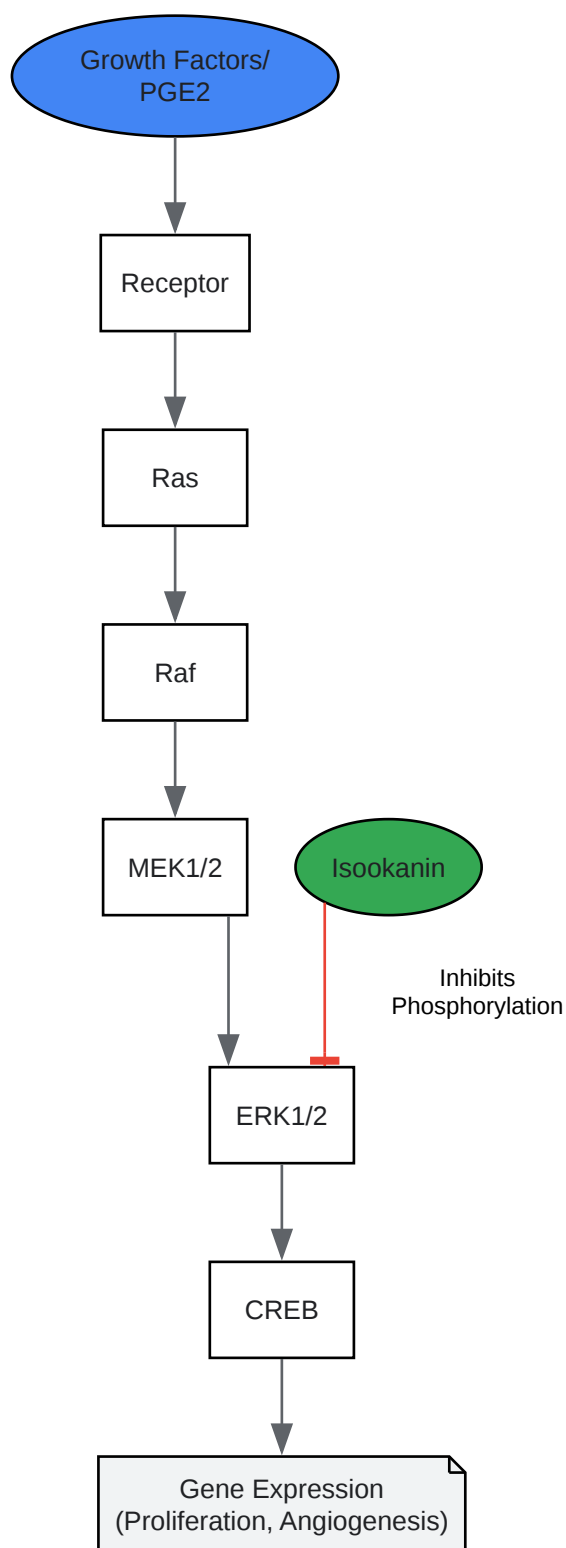 Growth Factors/
PGE2
Receptor
Ras
Raf
MEK1/2
Isookanin
Inhibits
Phosphorylation
ERK1/2
CREB
Gene Expression
(Proliferation, Angiogenesis)